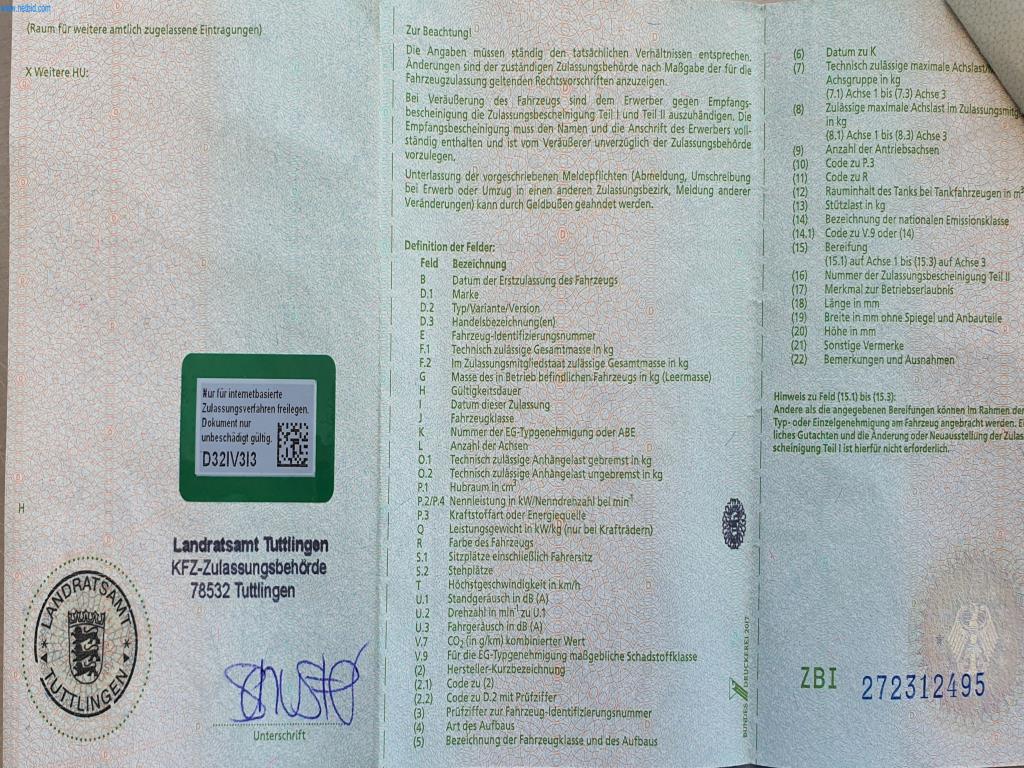 www.netbid.com
(Raum für weitere amtlich zugelassene Eintragungen)
X Weitere HU:
Nur für internetbasierte
Zulassungsverfahren freilegen.
Dokument nur
unbeschädigt gültig.
D32IV3I3
H
Landratsamt Tuttlingen
KFZ-Zulassungsbehörde
78532 Tuttlingen
LANDRATSAMT
TUTTLINGEN
Unterschrift
Zur Beachtung!
Die Angaben müssen ständig den tatsächlichen Verhältnissen entsprechen.
Änderungen sind der zuständigen Zulassungsbehörde nach Maßgabe der für die
Fahrzeugzulassung geltenden Rechtsvorschriften anzuzeigen.
Bei Veräußerung des Fahrzeugs sind dem Erwerber gegen Empfangs-
bescheinigung die Zulassungsbescheinigung Teil I und Teil II auszuhändigen. Die
Empfangsbescheinigung muss den Namen und die Anschrift des Erwerbers voll-
ständig enthalten und ist vom Veräußerer unverzüglich der Zulassungsbehörde
vorzulegen.
Unterlassung der vorgeschriebenen Meldepflichten (Abmeldung, Umschreibung
bei Erwerb oder Umzug in einen anderen Zulassungsbezirk, Meldung anderer
Veränderungen) kann durch Geldbußen geahndet werden.
Definition der Felder:
Feld Bezeichnung
B Datum der Erstzulassung des Fahrzeugs
D.1 Marke
D.2 Typ/Variante/Version
D.3 Handelsbezeichnung(en)
E Fahrzeug-Identifizierungsnummer
F.1 Technisch zulässige Gesamtmasse in kg
F.2 Im Zulassungsmitgliedstaat zulässige Gesamtmasse in kg
G Masse des in Betrieb befindlichen Fahrzeugs in kg (Leermasse)
H Gültigkeitsdauer
I Datum dieser Zulassung
J Fahrzeugklasse
K Nummer der EG-Typgenehmigung oder ABE
L Anzahl der Achsen
O.1 Technisch zulässige Anhängelast gebremst in kg
O.2 Technisch zulässige Anhängelast ungebremst in kg
P.1 Hubraum in cm³
P.2/P.4 Nennleistung in kW/Nenndrehzahl bei min⁻¹
P.3 Kraftstoffart oder Energiequelle
Q Leistungsgewicht in kW/kg (nur bei Krafträdern)
R Farbe des Fahrzeugs
S.1 Sitzplätze einschließlich Fahrersitz
S.2 Stehplätze
T Höchstgeschwindigkeit in km/h
U.1 Standgeräusch in dB (A)
U.2 Drehzahl in min⁻¹ zu U.1
U.3 Fahrgeräusch in dB (A)
V.7 CO₂ (in g/km) kombinierter Wert
V.9 Für die EG-Typgenehmigung maßgebliche Schadstoffklasse
(2) Hersteller-Kurzbezeichnung
(2.1) Code zu (2)
(2.2) Code zu D.2 mit Prüfziffer
(3) Prüfziffer zur Fahrzeug-Identifizierungsnummer
(4) Art des Aufbaus
(5) Bezeichnung der Fahrzeugklasse und des Aufbaus
BUNDESDRUCKEREI 2017
(6) Datum zu K
(7) Technisch zulässige maximale Achslast/
Achsgruppe in kg
(7.1) Achse 1 bis (7.3) Achse 3
(8) Zulässige maximale Achslast im Zulassungsmitg
in kg
(8.1) Achse 1 bis (8.3) Achse 3
(9) Anzahl der Antriebsachsen
(10) Code zu P.3
(11) Code zu R
(12) Rauminhalt des Tanks bei Tankfahrzeugen in m³
(13) Stützlast in kg
(14) Bezeichnung der nationalen Emissionsklasse
(14.1) Code zu V.9 oder (14)
(15) Bereifung
(15.1) auf Achse 1 bis (15.3) auf Achse 3
(16) Nummer der Zulassungsbescheinigung Teil II
(17) Merkmal zur Betriebserlaubnis
(18) Länge in mm
(19) Breite in mm ohne Spiegel und Anbauteile
(20) Höhe in mm
(21) Sonstige Vermerke
(22) Bemerkungen und Ausnahmen
Hinweis zu Feld (15.1) bis (15.3):
Andere als die angegebenen Bereifungen können im Rahmen der
Typ- oder Einzelgenehmigung am Fahrzeug angebracht werden. Ei
liches Gutachten und die Änderung oder Neuausstellung der Zulas
scheinigung Teil I ist hierfür nicht erforderlich.
ZBI 272312495